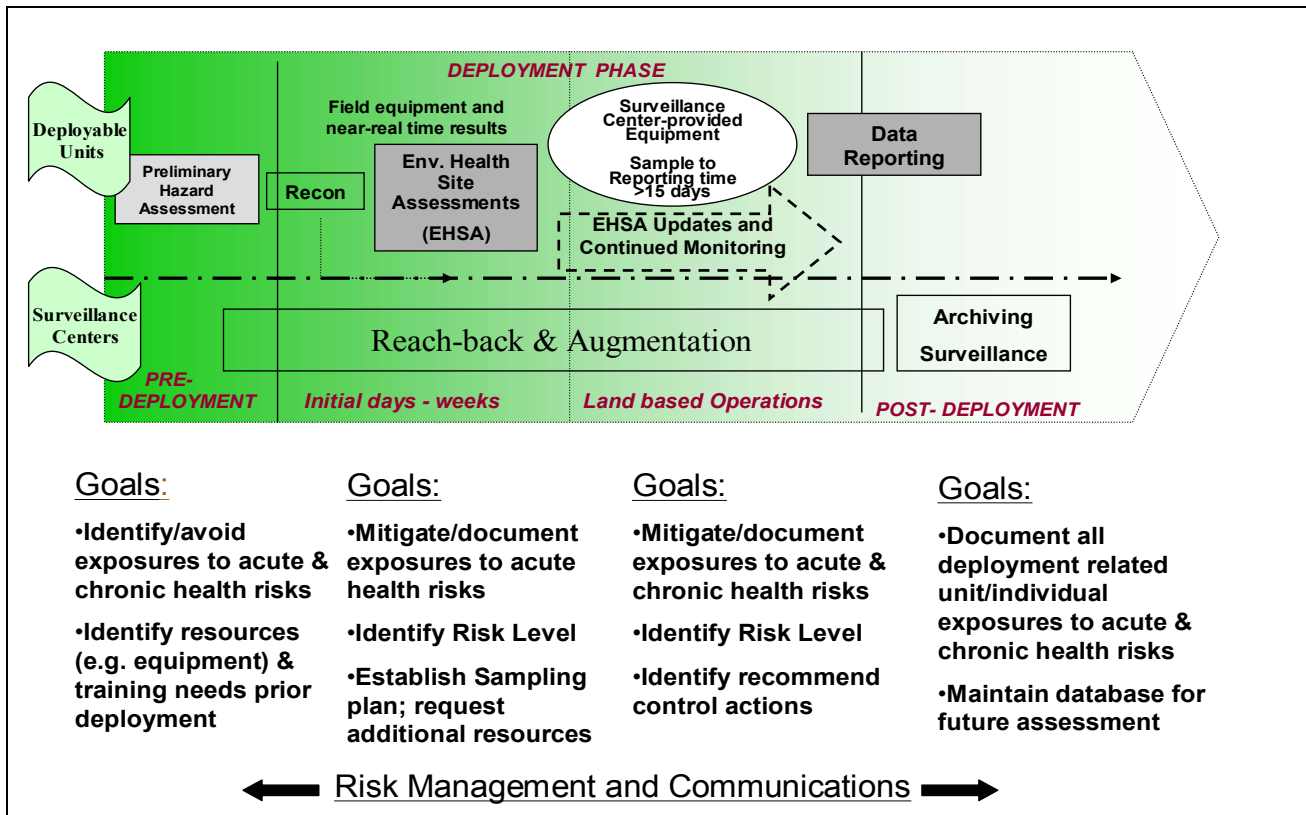 DEPLOYMENT PHASE
Deployable
Units
Preliminary
Hazard
Assessment
Recon
Field equipment and
near-real time results
Env. Health
Site
Assessments
(EHSA)
Surveillance
Center-provided
Equipment
Sample to
Reporting time
>15 days
EHSA Updates and
Continued Monitoring
Data
Reporting
Surveillance
Centers
Reach-back & Augmentation
Archiving
Surveillance
PRE-
DEPLOYMENT
Initial days - weeks
Land based Operations
POST- DEPLOYMENT
Goals:
•Identify/avoid
exposures to acute &
chronic health risks
•Identify resources
(e.g. equipment) &
training needs prior
deployment
Goals:
•Mitigate/document
exposures to acute
health risks
•Identify Risk Level
•Establish Sampling
plan; request
additional resources
Goals:
•Mitigate/document
exposures to acute &
chronic health risks
•Identify Risk Level
•Identify recommend
control actions
Goals:
•Document all
deployment related
unit/individual
exposures to acute &
chronic health risks
•Maintain database for
future assessment
Risk Management and Communications